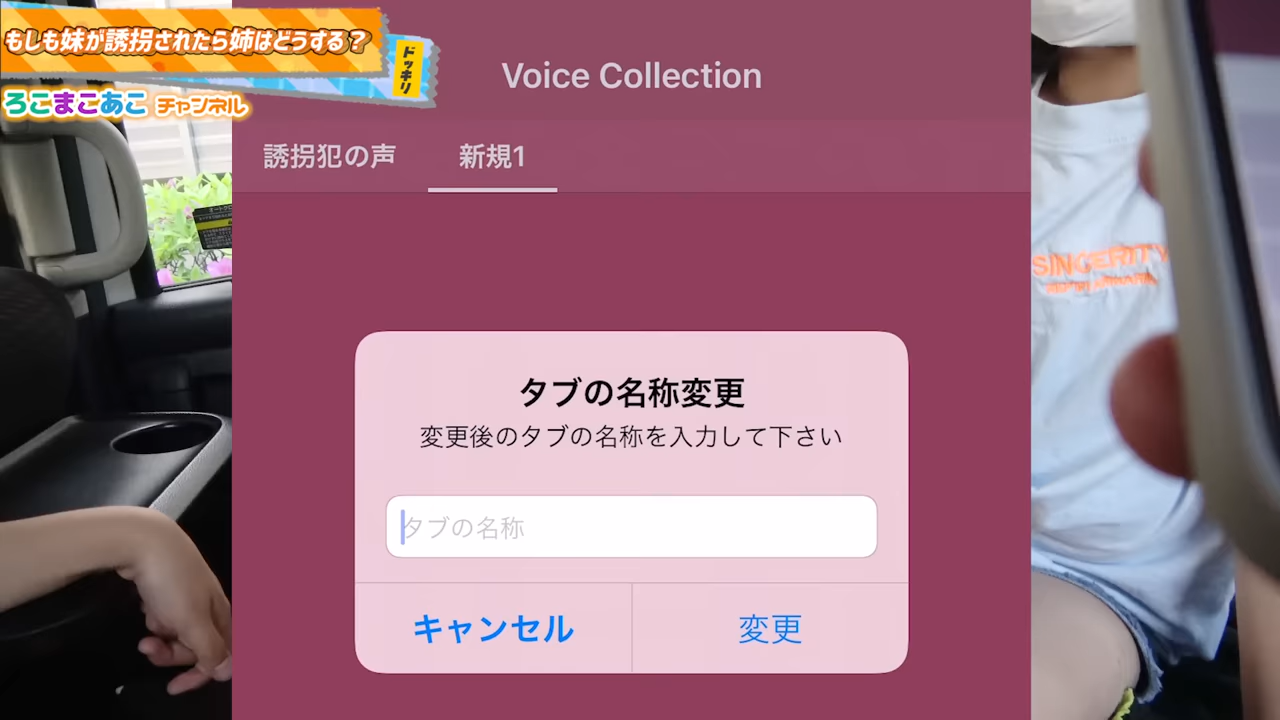 もしも妹が誘拐されたら姉はどうする？
ドッキリ
ろこまこあこ チャンネル
Voice Collection
誘拐犯の声
新規1
タブの名称変更
変更後のタブの名称を入力して下さい
タブの名称
キャンセル
変更
SINCERITY